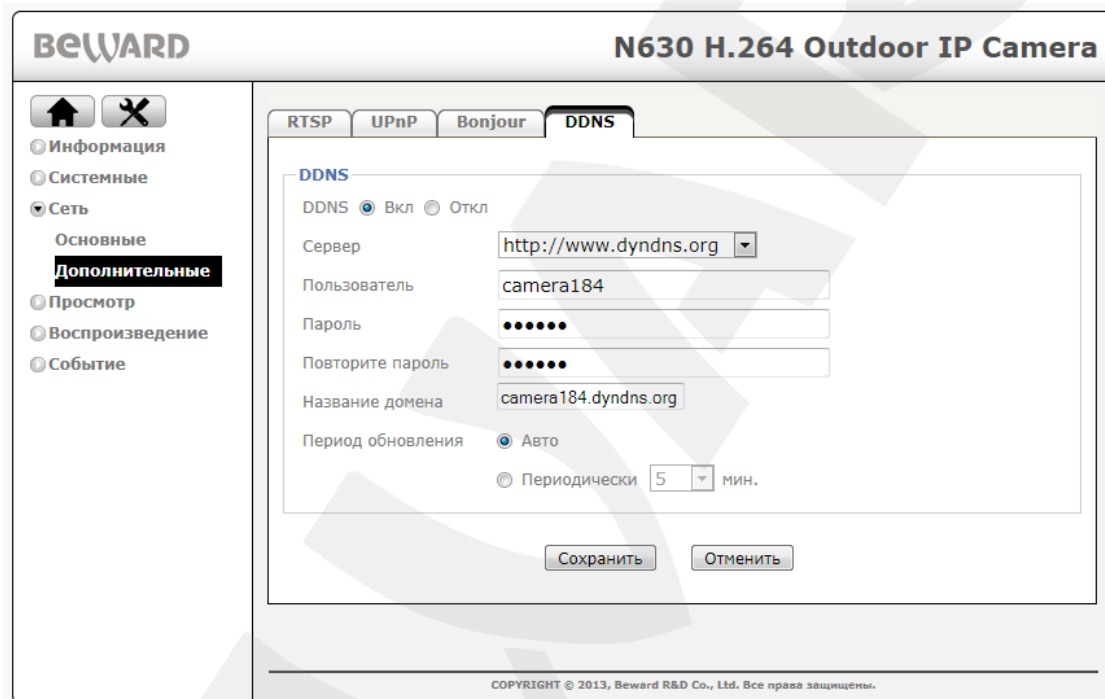 BEWARD
N630 H.264 Outdoor IP Camera
Информация
Системные
Сеть
Основные
Дополнительные
Просмотр
Воспроизведение
Событие
RTSP UPnP Bonjour DDNS
DDNS
DDNS Вкл Откл
Сервер http://www.dyndns.org
Пользователь camera184
Пароль ••••••
Повторите пароль ••••••
Название домена camera184.dyndns.org
Период обновления Авто
Периодически 5 мин.
Сохранить Отменить
COPYRIGHT © 2013, Beward R&D Co., Ltd. Все права защищены.